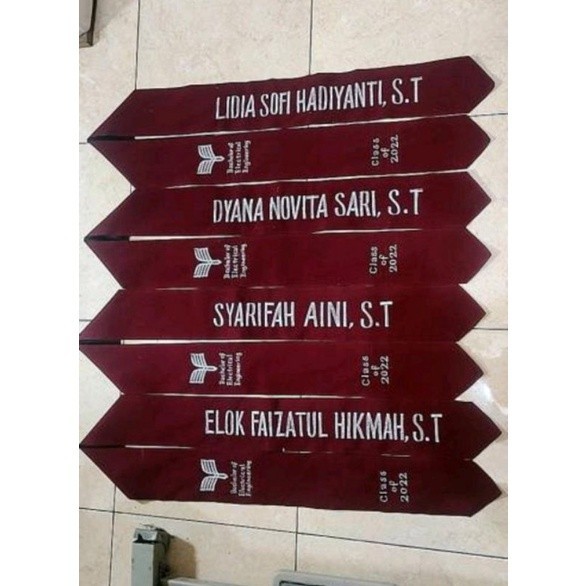 LIDIA SOFI HADIYANTI, S.T
Bachelor of
Electrical
Engineering
Class
of
2022
DYANA NOVITA SARI, S.T
Bachelor of
Electrical
Engineering
Class
of
2022
SYARIFAH AINI, S.T
Bachelor of
Electrical
Engineering
Class
of
2022
ELOK FAIZATUL HIKMAH, S.T
Bachelor of
Electrical
Engineering
Class
of
2022